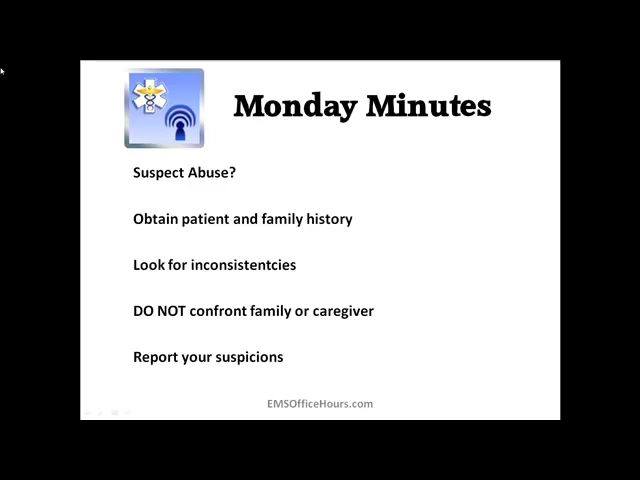 Monday Minutes
Suspect Abuse?
Obtain patient and family history
Look for inconsistentcies
DO NOT confront family or caregiver
Report your suspicions
EMSOfficeHours.com